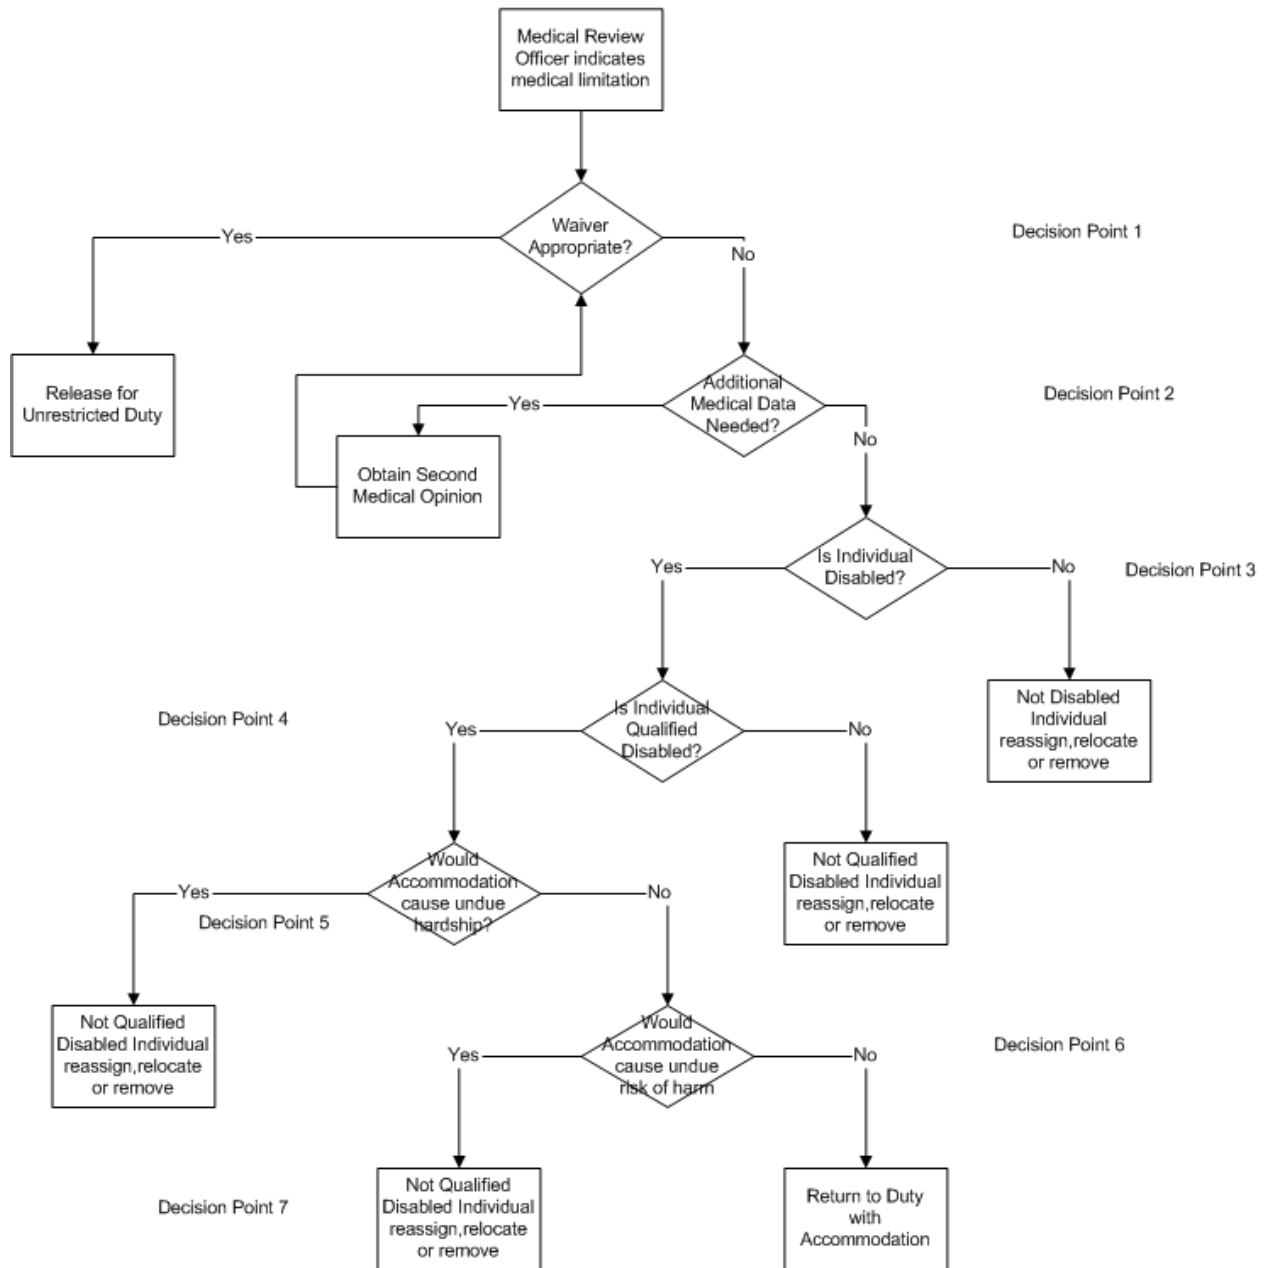 Medical Review
Officer indicates
medical limitation
Waiver
Appropriate?
Decision Point 1
Yes
No
Release for
Unrestricted Duty
Additional
Medical Data
Needed?
Decision Point 2
Yes
No
Obtain Second
Medical Opinion
Is Individual
Disabled?
Decision Point 3
Yes
No
Not Disabled
Individual
reassign,relocate
or remove
Decision Point 4
Is Individual
Qualified
Disabled?
Yes
No
Not Qualified
Disabled Individual
reassign,relocate
or remove
Would
Accommodation
cause undue
hardship?
Yes
No
Decision Point 5
Not Qualified
Disabled Individual
reassign,relocate
or remove
Would
Accommodation
cause undue
risk of harm
Decision Point 6
Yes
No
Decision Point 7
Not Qualified
Disabled Individual
reassign,relocate
or remove
Return to Duty
with
Accommodation